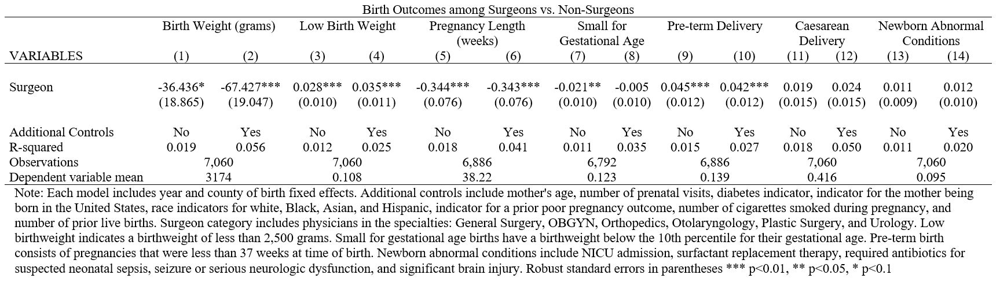 Birth Outcomes among Surgeons vs. Non-Surgeons
Birth Weight (grams) Low Birth Weight Pregnancy Length (weeks) Small for Gestational Age Pre-term Delivery Caesarean Delivery Newborn Abnormal Conditions
VARIABLES (1) (2) (3) (4) (5) (6) (7) (8) (9) (10) (11) (12) (13) (14)
Surgeon -36.436* -67.427*** 0.028*** 0.035*** -0.344*** -0.343*** -0.021** -0.005 0.045*** 0.042*** 0.019 0.024 0.011 0.012
(18.865) (19.047) (0.010) (0.011) (0.076) (0.076) (0.010) (0.010) (0.012) (0.012) (0.015) (0.015) (0.009) (0.010)
Additional Controls No Yes No Yes No Yes No Yes No Yes No Yes No Yes
R-squared 0.019 0.056 0.012 0.025 0.018 0.041 0.011 0.035 0.015 0.027 0.018 0.050 0.011 0.020
Observations 7,060 7,060 6,886 6,792 6,886 7,060 7,060
Dependent variable mean 3174 0.108 38.22 0.123 0.139 0.416 0.095
Note: Each model includes year and county of birth fixed effects. Additional controls include mother's age, number of prenatal visits, diabetes indicator, indicator for the mother being
born in the United States, race indicators for white, Black, Asian, and Hispanic, indicator for a prior poor pregnancy outcome, number of cigarettes smoked during pregnancy, and
number of prior live births. Surgeon category includes physicians in the specialties: General Surgery, OBGYN, Orthopedics, Otolaryngology, Plastic Surgery, and Urology. Low
birthweight indicates a birthweight of less than 2,500 grams. Small for gestational age births have a birthweight below the 10th percentile for their gestational age. Pre-term birth
consists of pregnancies that were less than 37 weeks at time of birth. Newborn abnormal conditions include NICU admission, surfactant replacement therapy, required antibiotics for
suspected neonatal sepsis, seizure or serious neurologic dysfunction, and significant brain injury. Robust standard errors in parentheses *** p<0.01, ** p<0.05, * p<0.1